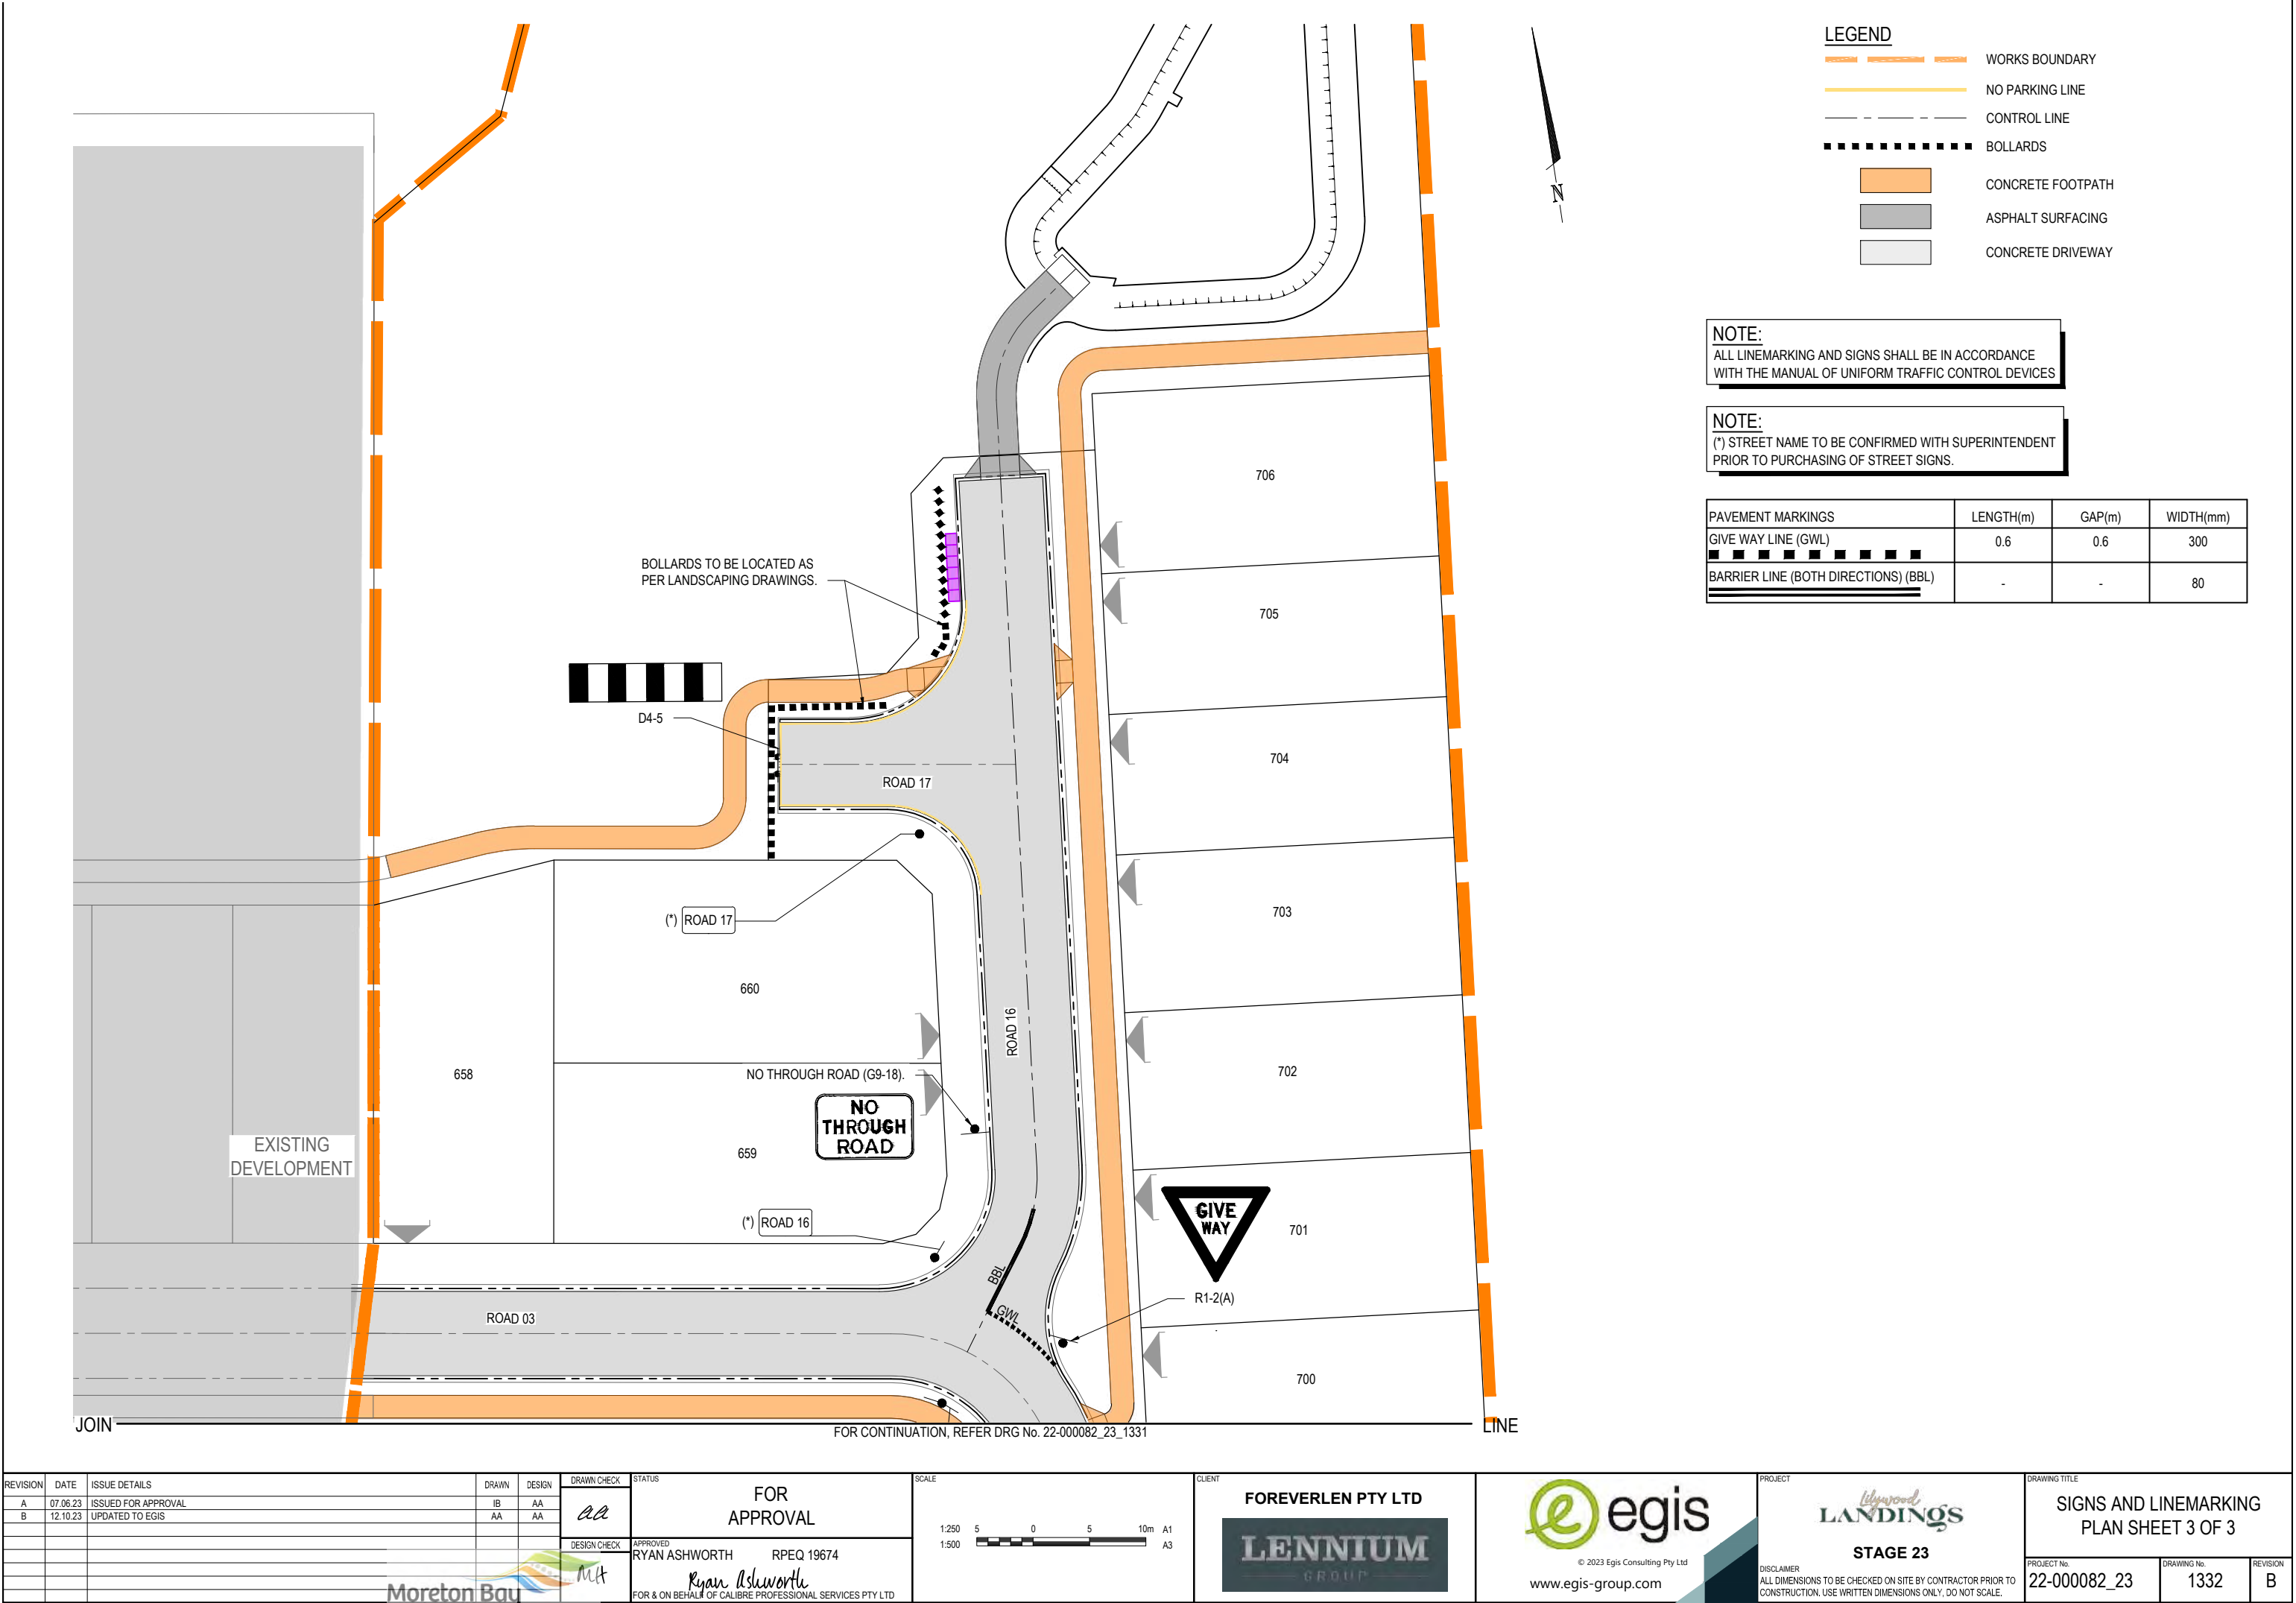 LEGEND
WORKS BOUNDARY
NO PARKING LINE
CONTROL LINE
BOLLARDS
CONCRETE FOOTPATH
ASPHALT SURFACING
CONCRETE DRIVEWAY
N
NOTE:
ALL LINEMARKING AND SIGNS SHALL BE IN ACCORDANCE
WITH THE MANUAL OF UNIFORM TRAFFIC CONTROL DEVICES
NOTE:
(*) STREET NAME TO BE CONFIRMED WITH SUPERINTENDENT
PRIOR TO PURCHASING OF STREET SIGNS.
PAVEMENT MARKINGS LENGTH(m) GAP(m) WIDTH(mm)
GIVE WAY LINE (GWL) 0.6 0.6 300
BARRIER LINE (BOTH DIRECTIONS) (BBL) - - 80
706
BOLLARDS TO BE LOCATED AS
PER LANDSCAPING DRAWINGS.
705
D4-5
704
ROAD 17
703
(*) ROAD 17
660
ROAD 16
702
658
NO THROUGH ROAD (G9-18).
NO
THROUGH
ROAD
659
EXISTING
DEVELOPMENT
(*) ROAD 16
GIVE
WAY
701
BBL
GWL
R1-2(A)
ROAD 03
700
JOIN
LINE
FOR CONTINUATION, REFER DRG No. 22-000082_23_1331
REVISION DATE ISSUE DETAILS DRAWN DESIGN
A 07.06.23 ISSUED FOR APPROVAL IB AA
B 12.10.23 UPDATED TO EGIS AA AA
Moreton Bay
DRAWN CHECK
aa
DESIGN CHECK
MH
STATUS
FOR
APPROVAL
APPROVED
RYAN ASHWORTH RPEQ 19674
Ryan Ashworth
FOR & ON BEHALF OF CALIBRE PROFESSIONAL SERVICES PTY LTD
SCALE
1:250 5 0 5 10m A1
1:500 A3
CLIENT
FOREVERLEN PTY LTD
LENNIUM
GROUP
egis
© 2023 Egis Consulting Pty Ltd
www.egis-group.com
PROJECT
Lilywood
LANDINGS
STAGE 23
DISCLAIMER
ALL DIMENSIONS TO BE CHECKED ON SITE BY CONTRACTOR PRIOR TO
CONSTRUCTION. USE WRITTEN DIMENSIONS ONLY, DO NOT SCALE.
DRAWING TITLE
SIGNS AND LINEMARKING
PLAN SHEET 3 OF 3
PROJECT No. DRAWING No. REVISION
22-000082_23 1332 B